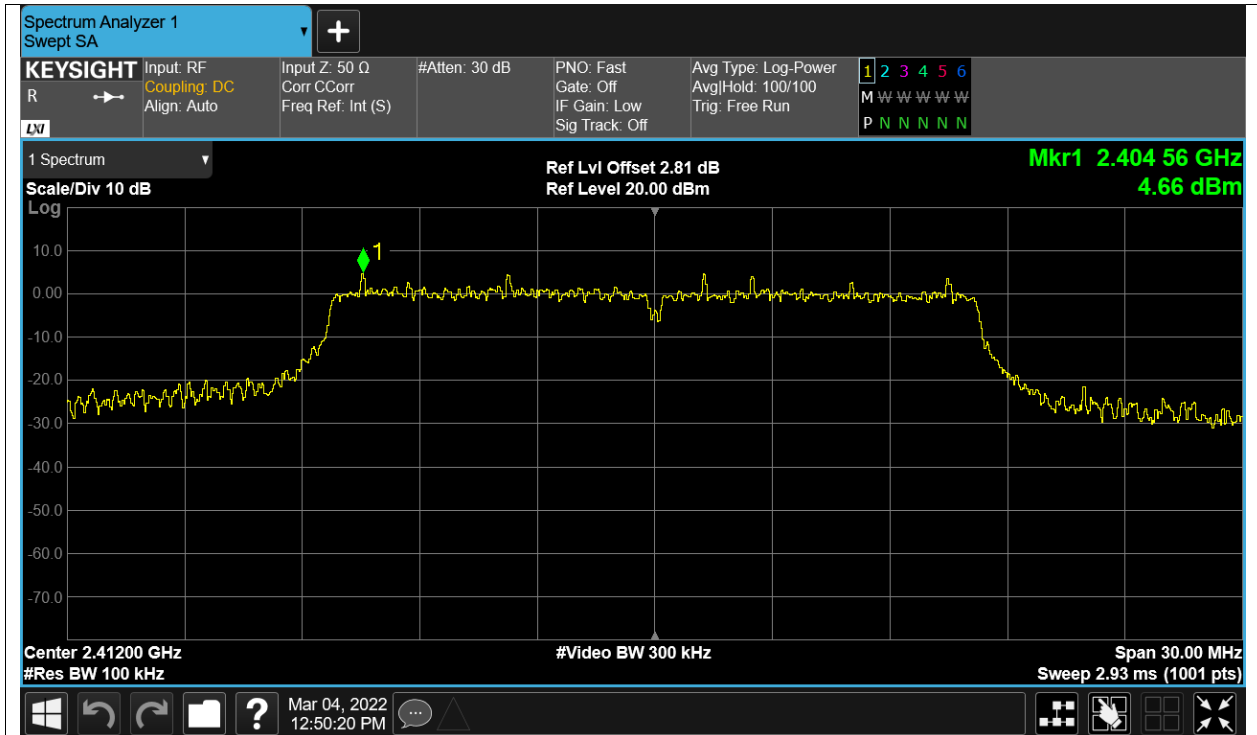 Spectrum Analyzer 1
Swept SA
+
KEYSIGHT
R
LXI
Input: RF
Coupling: DC
Align: Auto
Input Z: 50 Ω
Corr CCorr
Freq Ref: Int (S)
#Atten: 30 dB
PNO: Fast
Gate: Off
IF Gain: Low
Sig Track: Off
Avg Type: Log-Power
Avg|Hold: 100/100
Trig: Free Run
1 2 3 4 5 6
M W W W W W
P N N N N N
1 Spectrum
Scale/Div 10 dB
Log
Ref Lvl Offset 2.81 dB
Ref Level 20.00 dBm
Mkr1 2.404 56 GHz
4.66 dBm
1
10.0
0.00
-10.0
-20.0
-30.0
-40.0
-50.0
-60.0
-70.0
Center 2.41200 GHz
#Res BW 100 kHz
#Video BW 300 kHz
Span 30.00 MHz
Sweep 2.93 ms (1001 pts)
?
Mar 04, 2022
12:50:20 PM